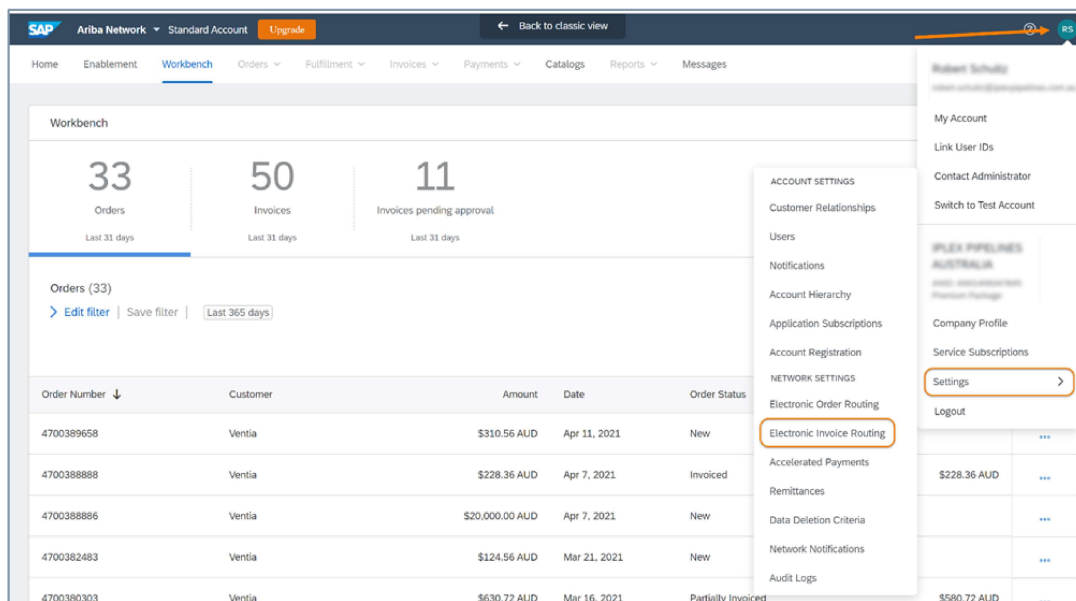 SAP Ariba Network Standard Account Upgrade ← Back to classic view ? RS
Home Enablement Workbench Orders Fulfillment Invoices Payments Catalogs Reports Messages
Robert Schultz
My Account
Link User IDs
Contact Administrator
Switch to Test Account
IPLEX PIPELINES
AUSTRALIA
Premium Package
Company Profile
Service Subscriptions
Settings
Logout
ACCOUNT SETTINGS
Customer Relationships
Users
Notifications
Account Hierarchy
Application Subscriptions
Account Registration
NETWORK SETTINGS
Electronic Order Routing
Electronic Invoice Routing
Accelerated Payments
Remittances
Data Deletion Criteria
Network Notifications
Audit Logs
Workbench
33 50 11
Orders Invoices Invoices pending approval
Last 31 days Last 31 days Last 31 days
Orders (33)
Edit filter | Save filter | Last 365 days
Order Number ↓ Customer Amount Date Order Status
4700389658 Ventia $310.56 AUD Apr 11, 2021 New ...
4700388888 Ventia $228.36 AUD Apr 7, 2021 Invoiced $228.36 AUD ...
4700388886 Ventia $20,000.00 AUD Apr 7, 2021 New ...
4700382483 Ventia $124.56 AUD Mar 21, 2021 New ...
4700380303 Ventia $630.72 AUD Mar 16, 2021 Partially Invoiced $580.72 AUD ...